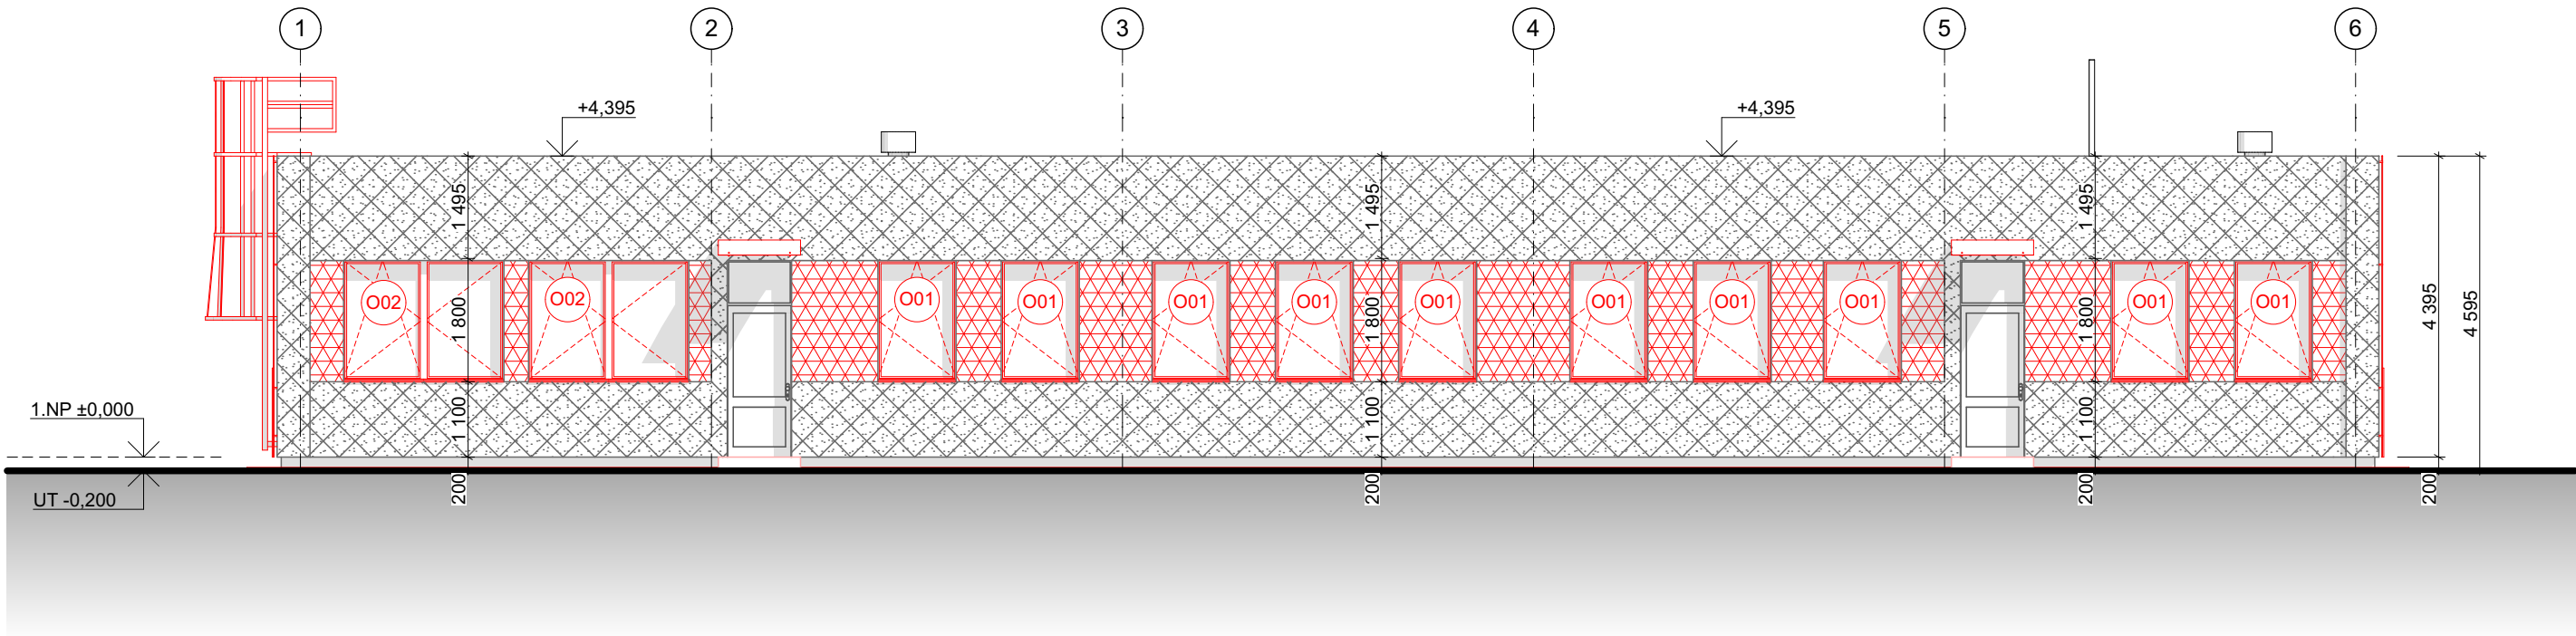 1 2 3 4 5 6
+4,395 +4,395
1 495 1 495 1 495
O02 O02 O01 O01 O01 O01 O01 O01 O01 O01 O01 O01
1 800 1 800 1 800 4 395 4 595
1.NP ±0,000
1 100 1 100 1 100
UT -0,200
200 200 200 200